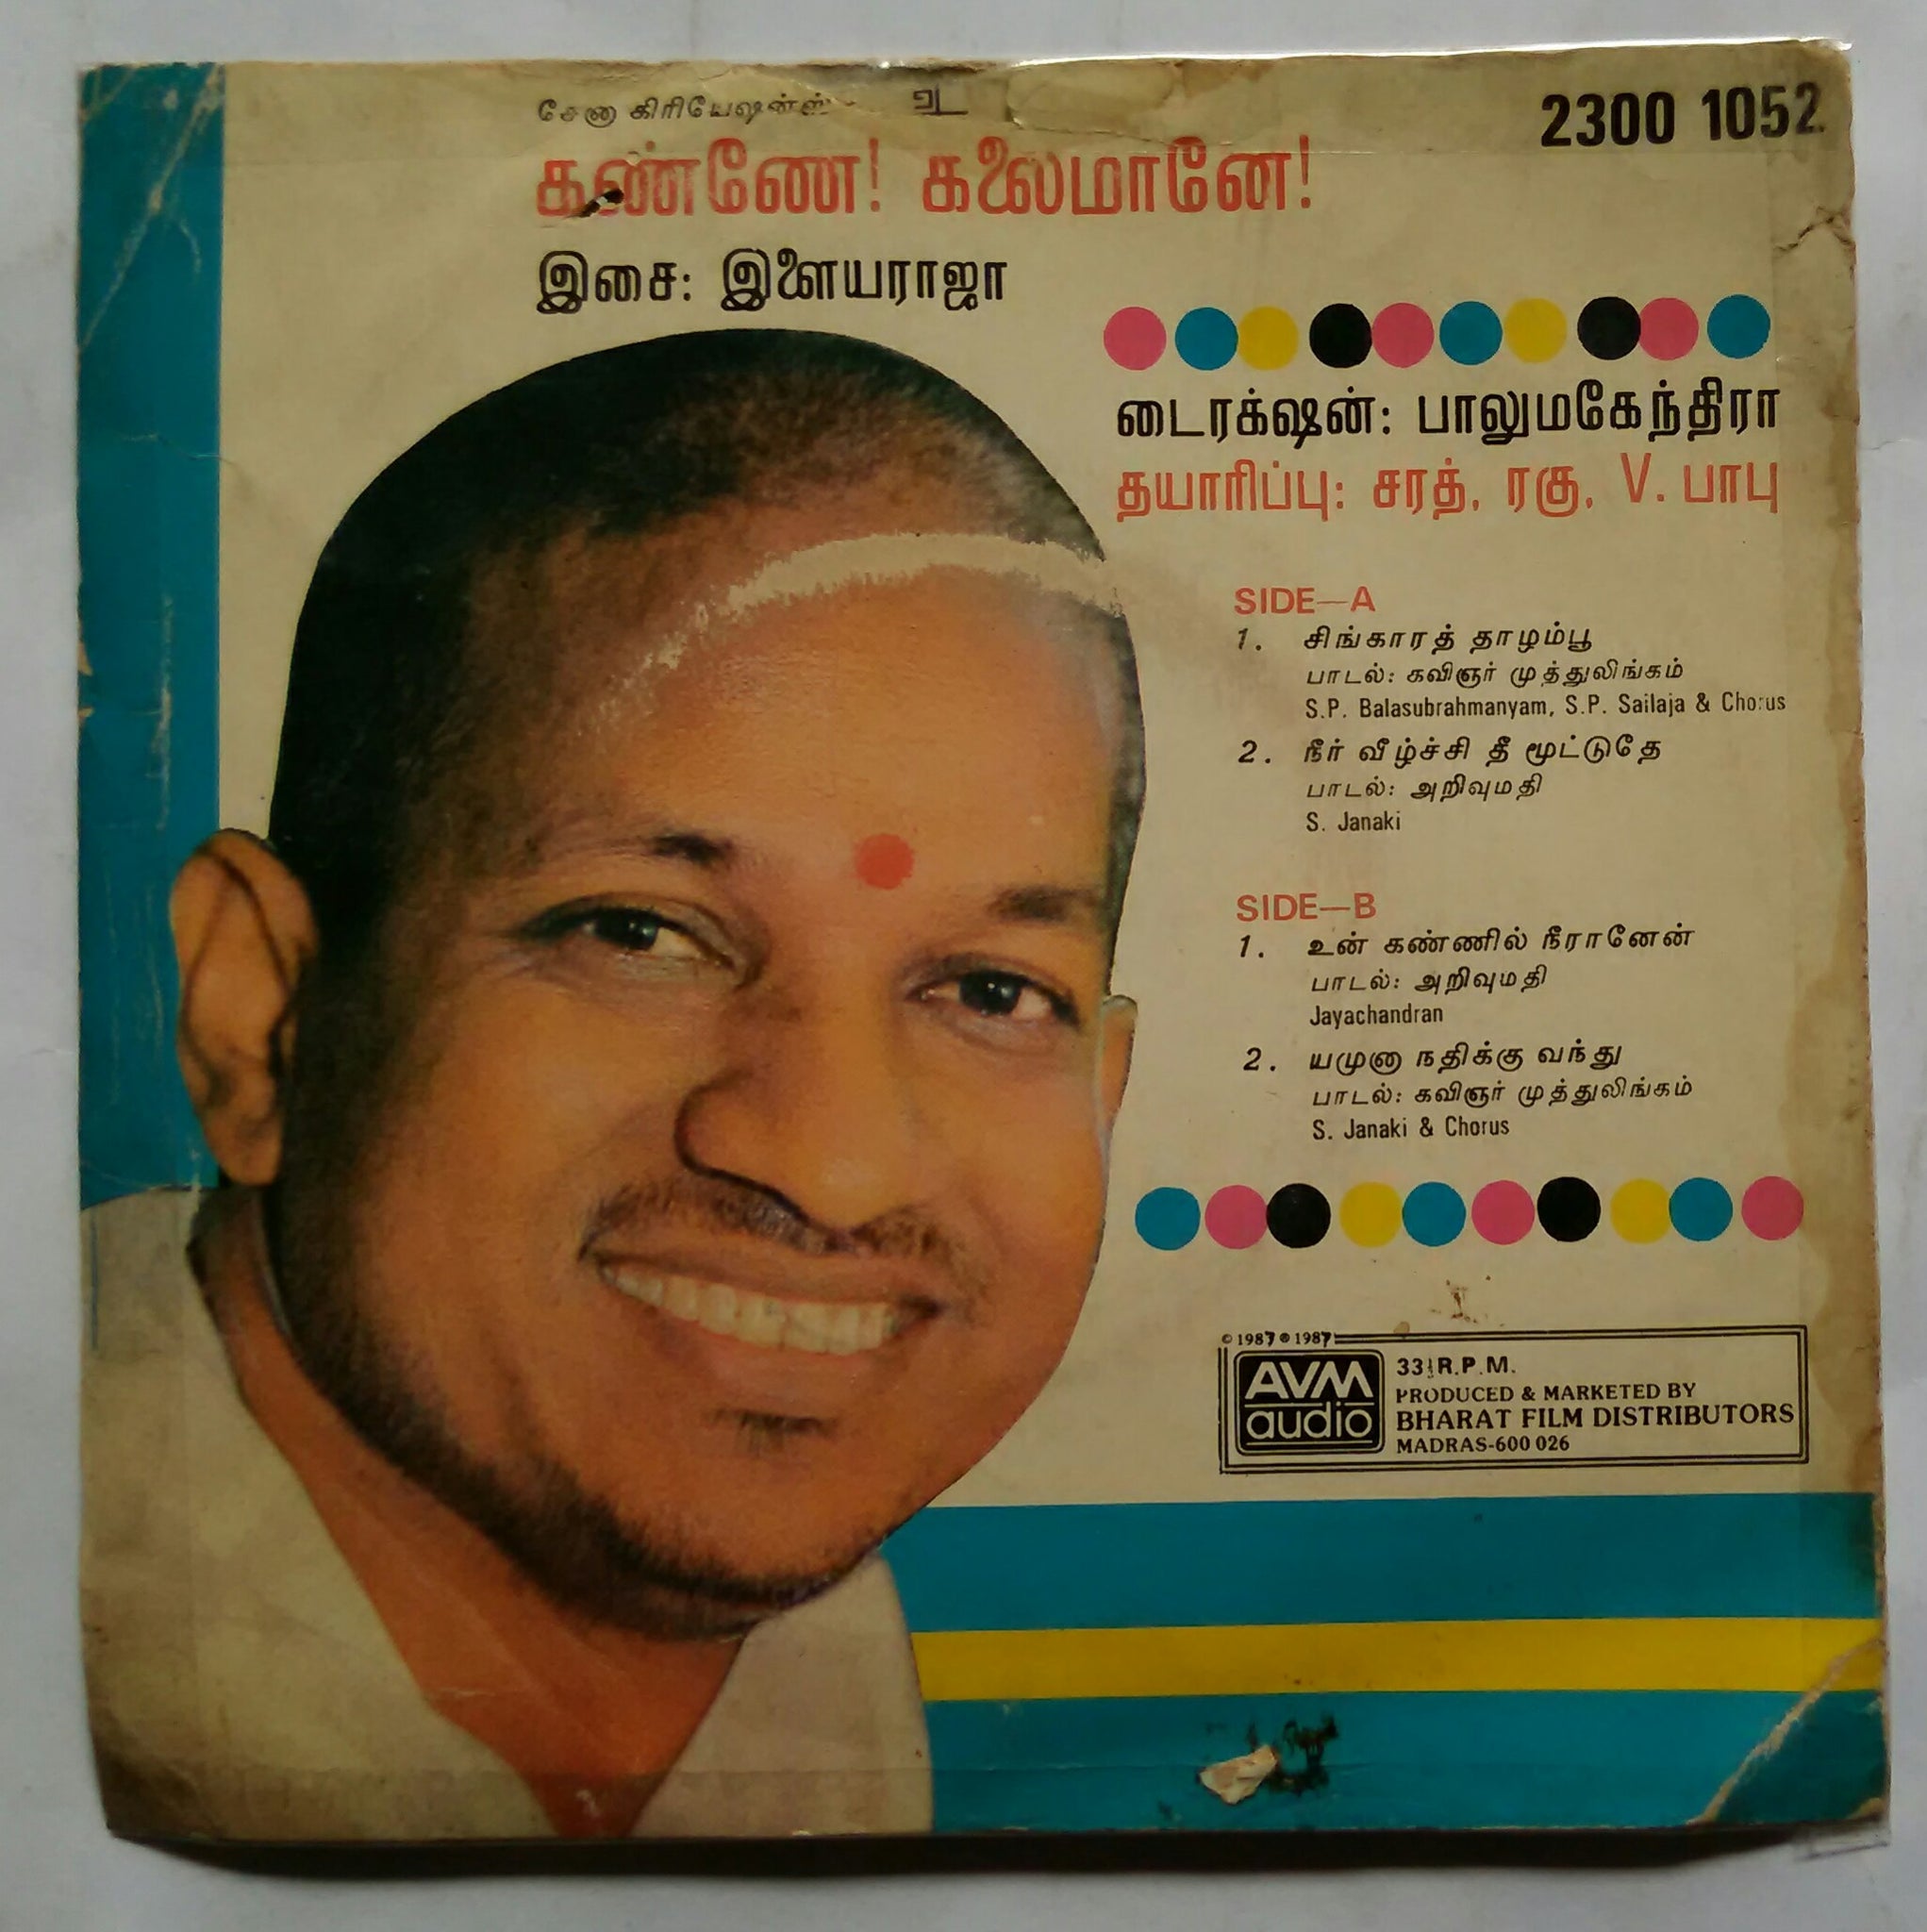 சேனா கிரியேஷன்ஸ்
2300 1052
கண்ணே! கலைமானே!
இசை: இளையராஜா
டைரக்‌ஷன்: பாலுமகேந்திரா
தயாரிப்பு: சரத், ரகு, V. பாபு
SIDE—A
1. சிங்காரத் தாழம்பூ
பாடல்: கவிஞர் முத்துலிங்கம்
S.P. Balasubrahmanyam, S.P. Sailaja & Chorus
2. நீர் வீழ்ச்சி தீ மூட்டுதே
பாடல்: அறிவுமதி
S. Janaki
SIDE—B
1. உன் கண்ணில் நீரானேன்
பாடல்: அறிவுமதி
Jayachandran
2. யமுனா நதிக்கு வந்து
பாடல்: கவிஞர் முத்துலிங்கம்
S. Janaki & Chorus
© 1987 ℗ 1987
AVM
audio
33⅓ R.P.M.
PRODUCED & MARKETED BY
BHARAT FILM DISTRIBUTORS
MADRAS-600 026